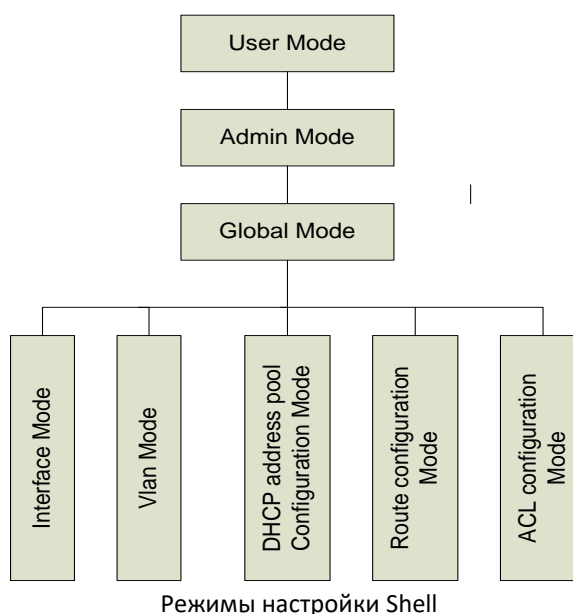 User Mode
Admin Mode
Global Mode
Interface Mode
Vlan Mode
DHCP address pool
Configuration Mode
Route configuration
Mode
ACL configuration
Mode
Режимы настройки Shell